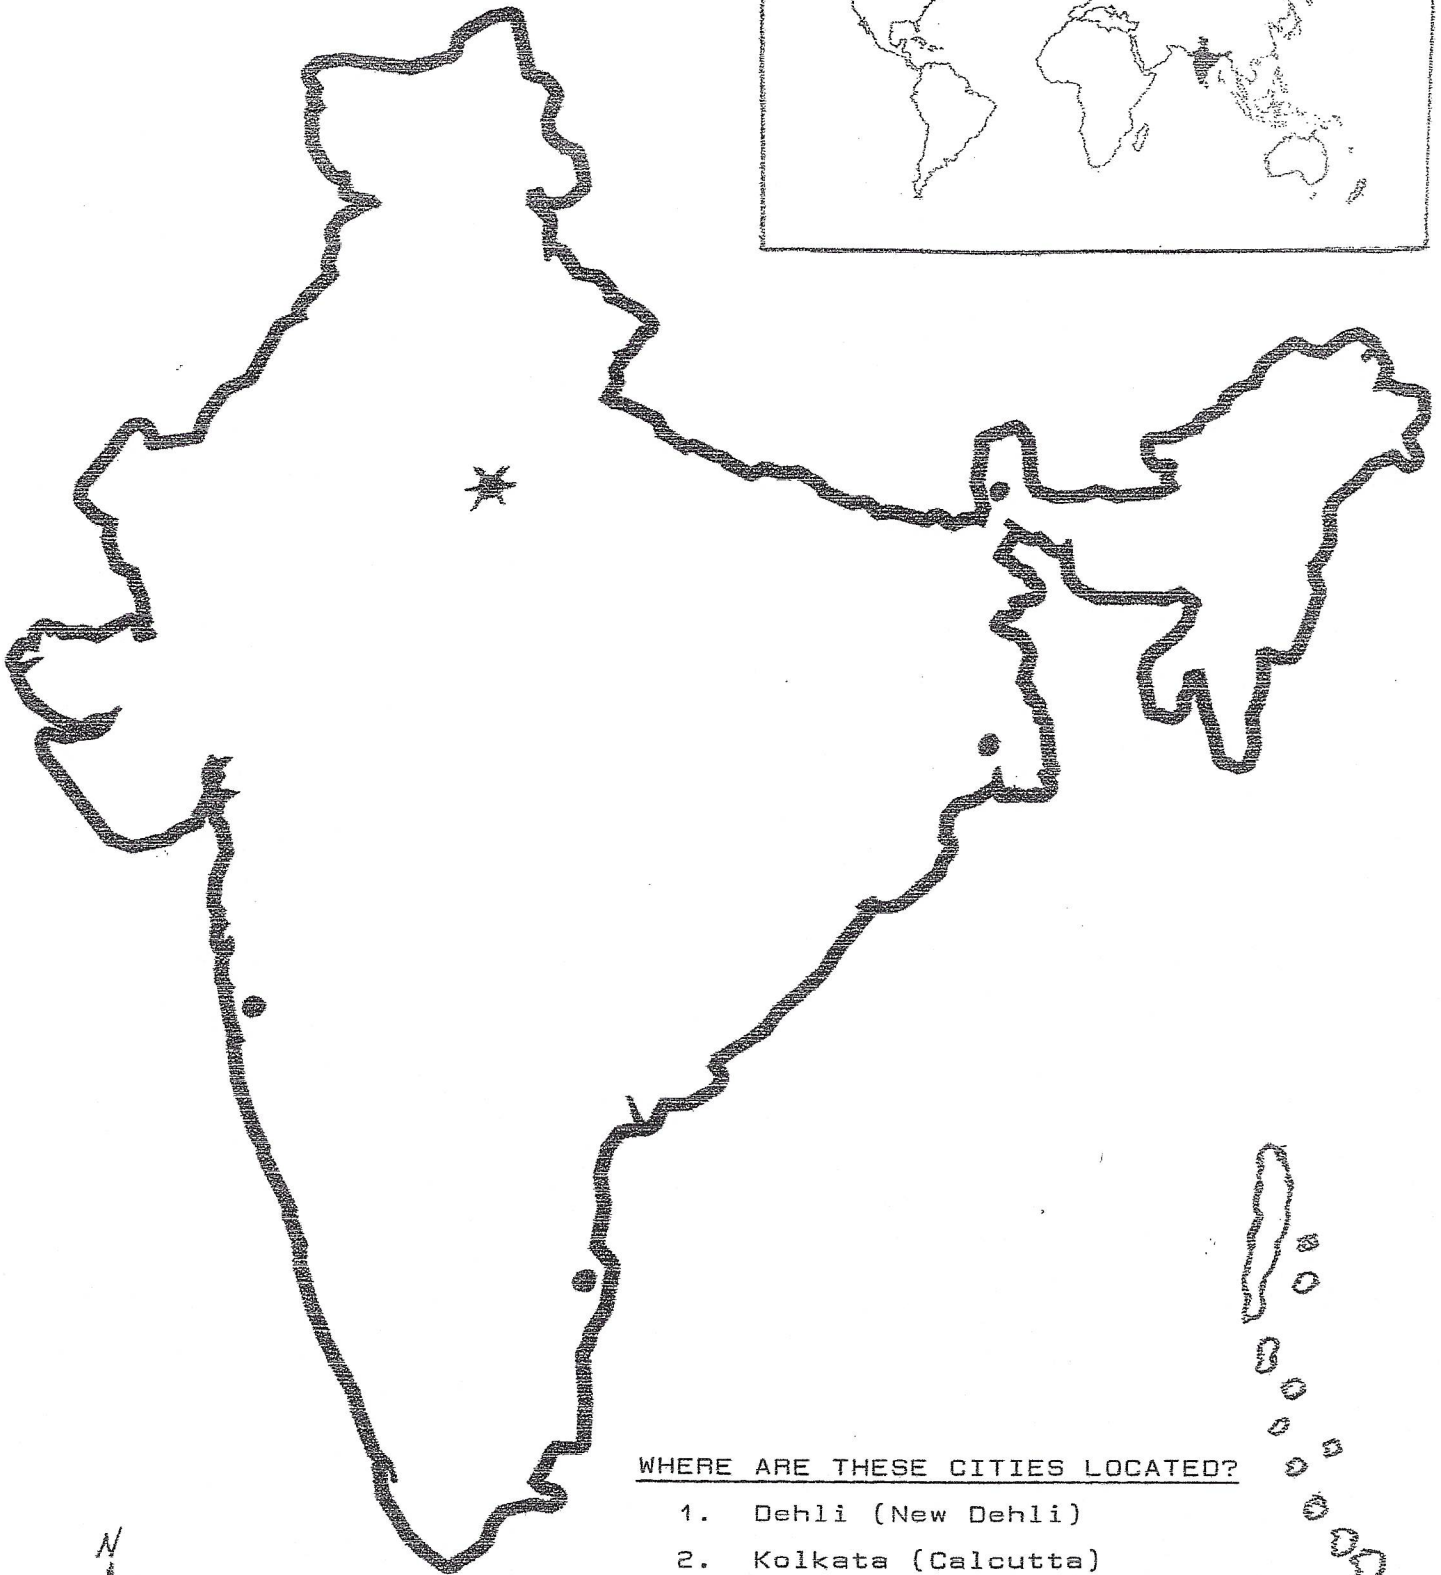 WHERE ARE THESE CITIES LOCATED?
1. Dehli (New Dehli)
2. Kolkata (Calcutta)
N